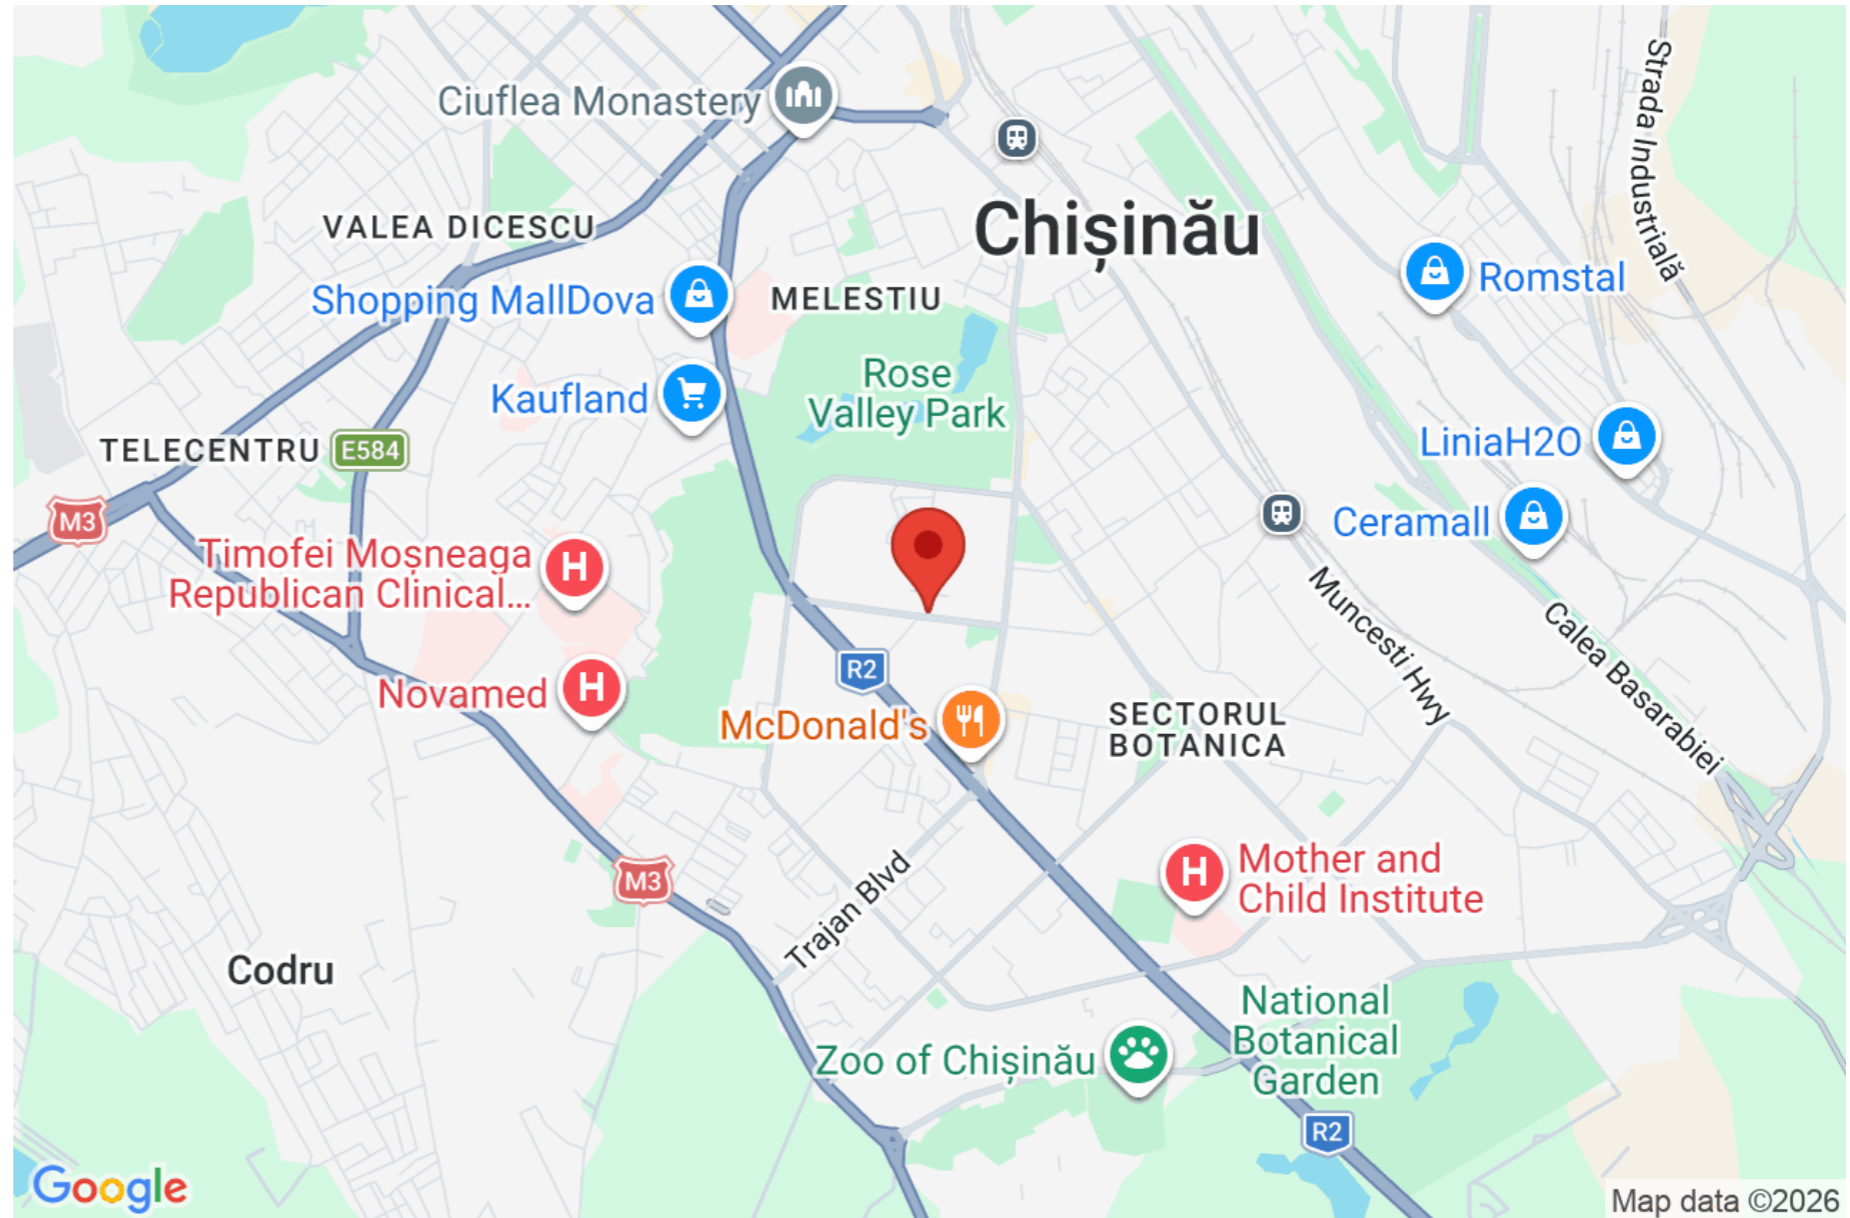 Strada Industrială
Ciuflea Monastery
Chișinău
VALEA DICESCU
Romstal
Shopping MallDova
MELESTIU
Rose
Valley Park
Kaufland
LiniaH2O
TELECENTRU
E584
M3
Ceramall
Timofei Moșneaga
Republican Clinical...
H
Muncesti Hwy
Calea Basarabiei
R2
Novamed
H
McDonald's
SECTORUL
BOTANICA
H
Mother and
Child Institute
M3
Trajan Blvd
Codru
National
Botanical
Garden
Zoo of Chișinău
R2
Google
Map data ©2026